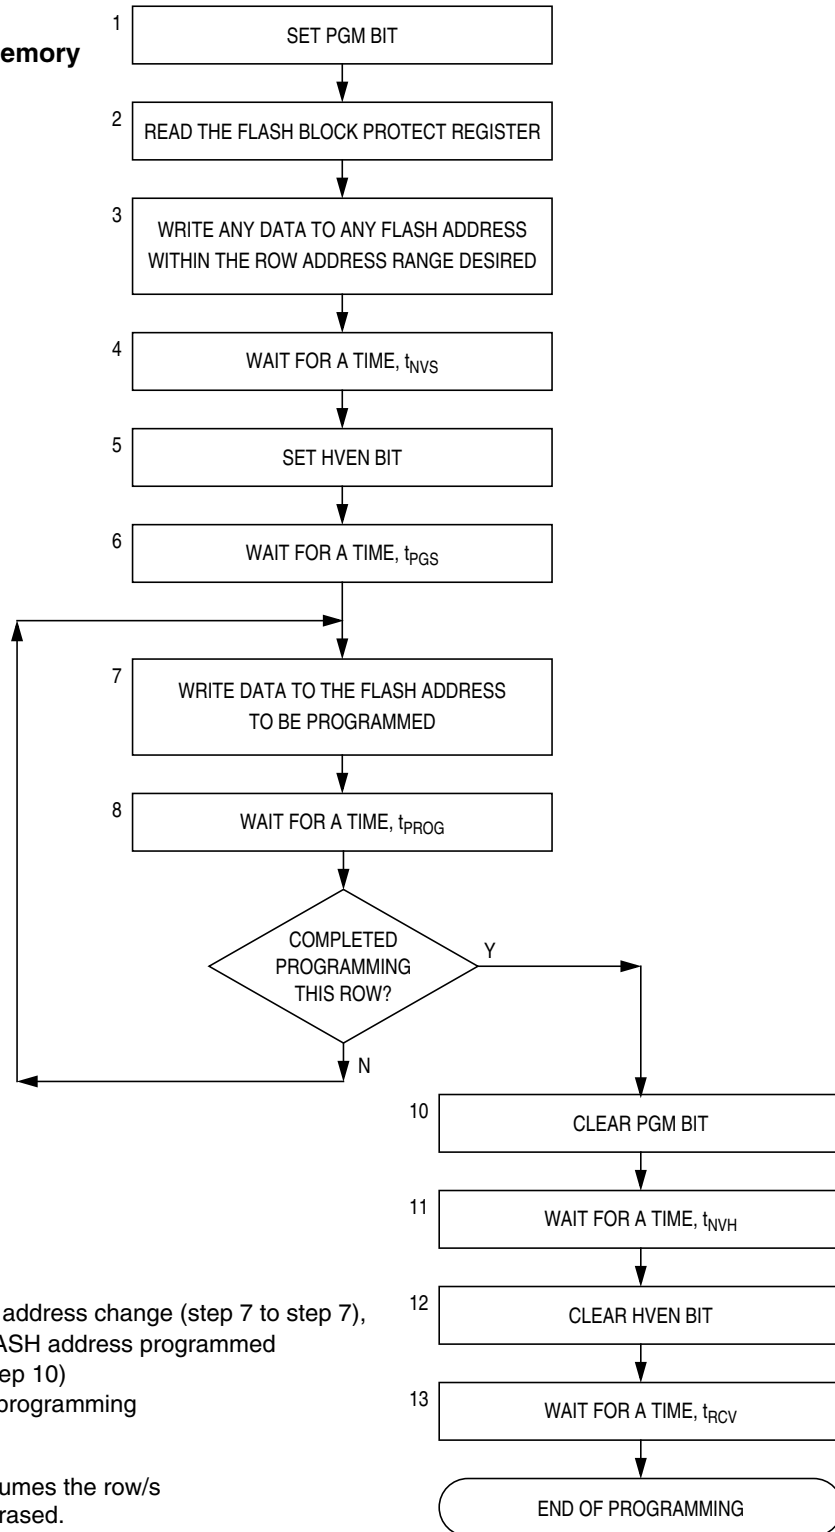 emory
1
SET PGM BIT
2
READ THE FLASH BLOCK PROTECT REGISTER
3
WRITE ANY DATA TO ANY FLASH ADDRESS
WITHIN THE ROW ADDRESS RANGE DESIRED
4
WAIT FOR A TIME, tNVS
5
SET HVEN BIT
6
WAIT FOR A TIME, tPGS
7
WRITE DATA TO THE FLASH ADDRESS
TO BE PROGRAMMED
8
WAIT FOR A TIME, tPROG
COMPLETED
PROGRAMMING
THIS ROW?
Y
N
10
CLEAR PGM BIT
11
WAIT FOR A TIME, tNVH
12
CLEAR HVEN BIT
13
WAIT FOR A TIME, tRCV
END OF PROGRAMMING
address change (step 7 to step 7),
ASH address programmed
ep 10)
programming
umes the row/s
rased.